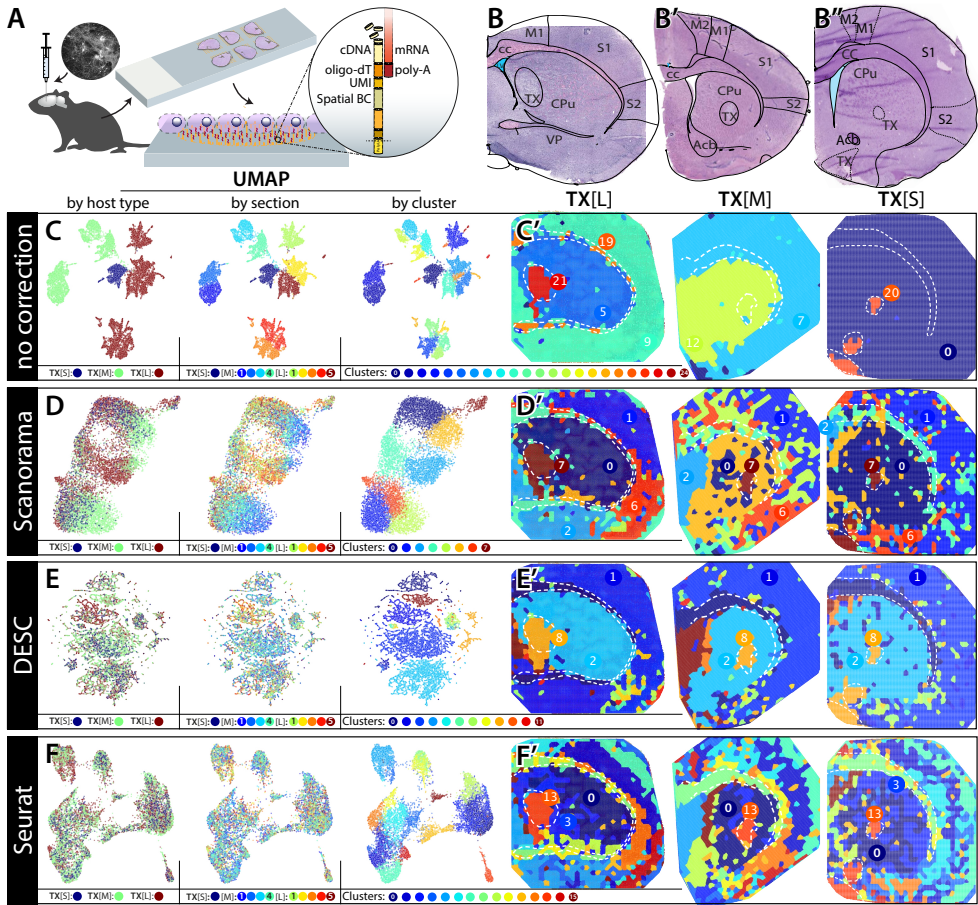 A
cDNA
mRNA
oligo-dT
poly-A
UMI
Spatial BC
B
M1
cc
S1
TX
CPu
S2
VP
B′
M2
M1
S1
cc
CPu
TX
S2
Acb
B″
M2
M1
S1
cc
CPu
TX
S2
Acb
TX
UMAP
by host type
by section
by cluster
TX[L]
TX[M]
TX[S]
no correction
C
C′
19
21
5
9
12
7
20
0
TX[S]: TX[M]: TX[L]:
TX[S]: [M]: 1 4 [L]: 1 5
Clusters: 0 24
Scanorama
D
D′
1
7
0
6
2
1
0
7
2
6
1
2
7
0
6
TX[S]: TX[M]: TX[L]:
TX[S]: [M]: 1 4 [L]: 1 5
Clusters: 0 7
DESC
E
E′
1
8
2
1
8
2
1
8
2
TX[S]: TX[M]: TX[L]:
TX[S]: [M]: 1 4 [L]: 1 5
Clusters: 0 11
Seurat
F
F′
13
0
3
0
13
3
13
0
TX[S]: TX[M]: TX[L]:
TX[S]: [M]: 1 4 [L]: 1 5
Clusters: 0 15